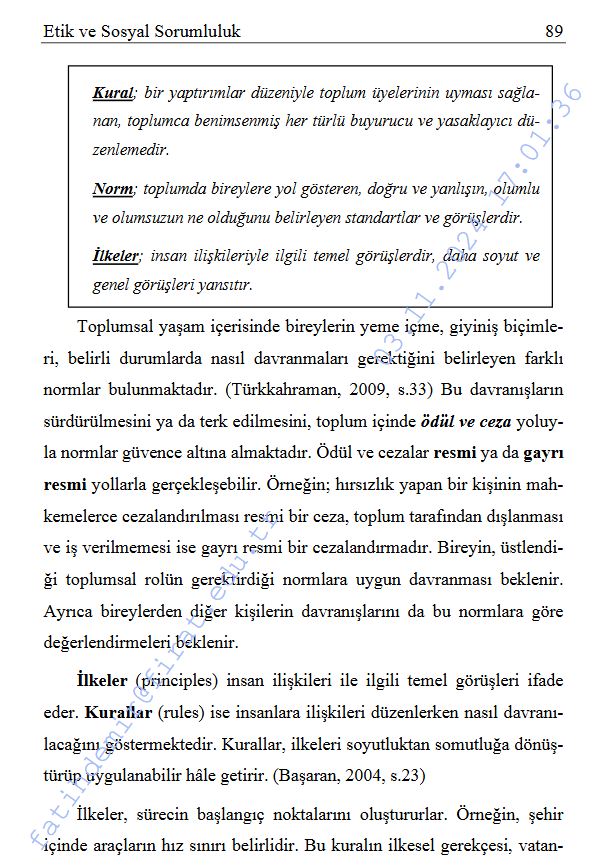 Etik ve Sosyal Sorumluluk 89
Kural; bir yaptırımlar düzeniyle toplum üyelerinin uyması sağla-
nan, toplumca benimsenmiş her türlü buyurucu ve yasaklayıcı dü-
zenlemedir.
Norm; toplumda bireylere yol gösteren, doğru ve yanlışın, olumlu
ve olumsuzun ne olduğunu belirleyen standartlar ve görüşlerdir.
İlkeler; insan ilişkileriyle ilgili temel görüşlerdir, daha soyut ve
genel görüşleri yansıtır.
Toplumsal yaşam içerisinde bireylerin yeme içme, giyiniş biçimle-
ri, belirli durumlarda nasıl davranmaları gerektiğini belirleyen farklı
normlar bulunmaktadır. (Türkkahraman, 2009, s.33) Bu davranışların
sürdürülmesini ya da terk edilmesini, toplum içinde ödül ve ceza yoluy-
la normlar güvence altına almaktadır. Ödül ve cezalar resmi ya da gayrı
resmi yollarla gerçekleşebilir. Örneğin; hırsızlık yapan bir kişinin mah-
kemelerce cezalandırılması resmi bir ceza, toplum tarafından dışlanması
ve iş verilmemesi ise gayrı resmi bir cezalandırmadır. Bireyin, üstlendi-
ği toplumsal rolün gerektirdiği normlara uygun davranması beklenir.
Ayrıca bireylerden diğer kişilerin davranışlarını da bu normlara göre
değerlendirmeleri beklenir.
İlkeler (principles) insan ilişkileri ile ilgili temel görüşleri ifade
eder. Kurallar (rules) ise insanlara ilişkileri düzenlerken nasıl davranı-
lacağını göstermektedir. Kurallar, ilkeleri soyutluktan somutluğa dönüş-
türüp uygulanabilir hâle getirir. (Başaran, 2004, s.23)
İlkeler, sürecin başlangıç noktalarını oluştururlar. Örneğin, şehir
içinde araçların hız sınırı belirlidir. Bu kuralın ilkesel gerekçesi, vatan-
03.11.2024 17:01:36